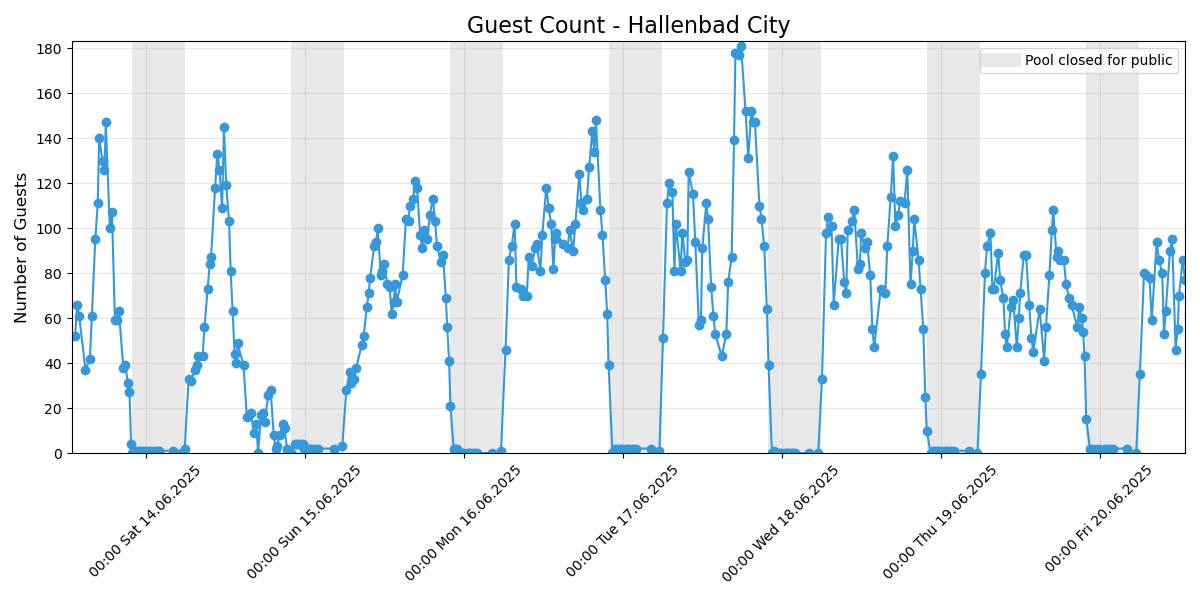 Guest Count - Hallenbad City
Pool closed for public
Number of Guests
180
160
140
120
100
80
60
40
20
0
00:00 Sat 14.06.2025
00:00 Sun 15.06.2025
00:00 Mon 16.06.2025
00:00 Tue 17.06.2025
00:00 Wed 18.06.2025
00:00 Thu 19.06.2025
00:00 Fri 20.06.2025